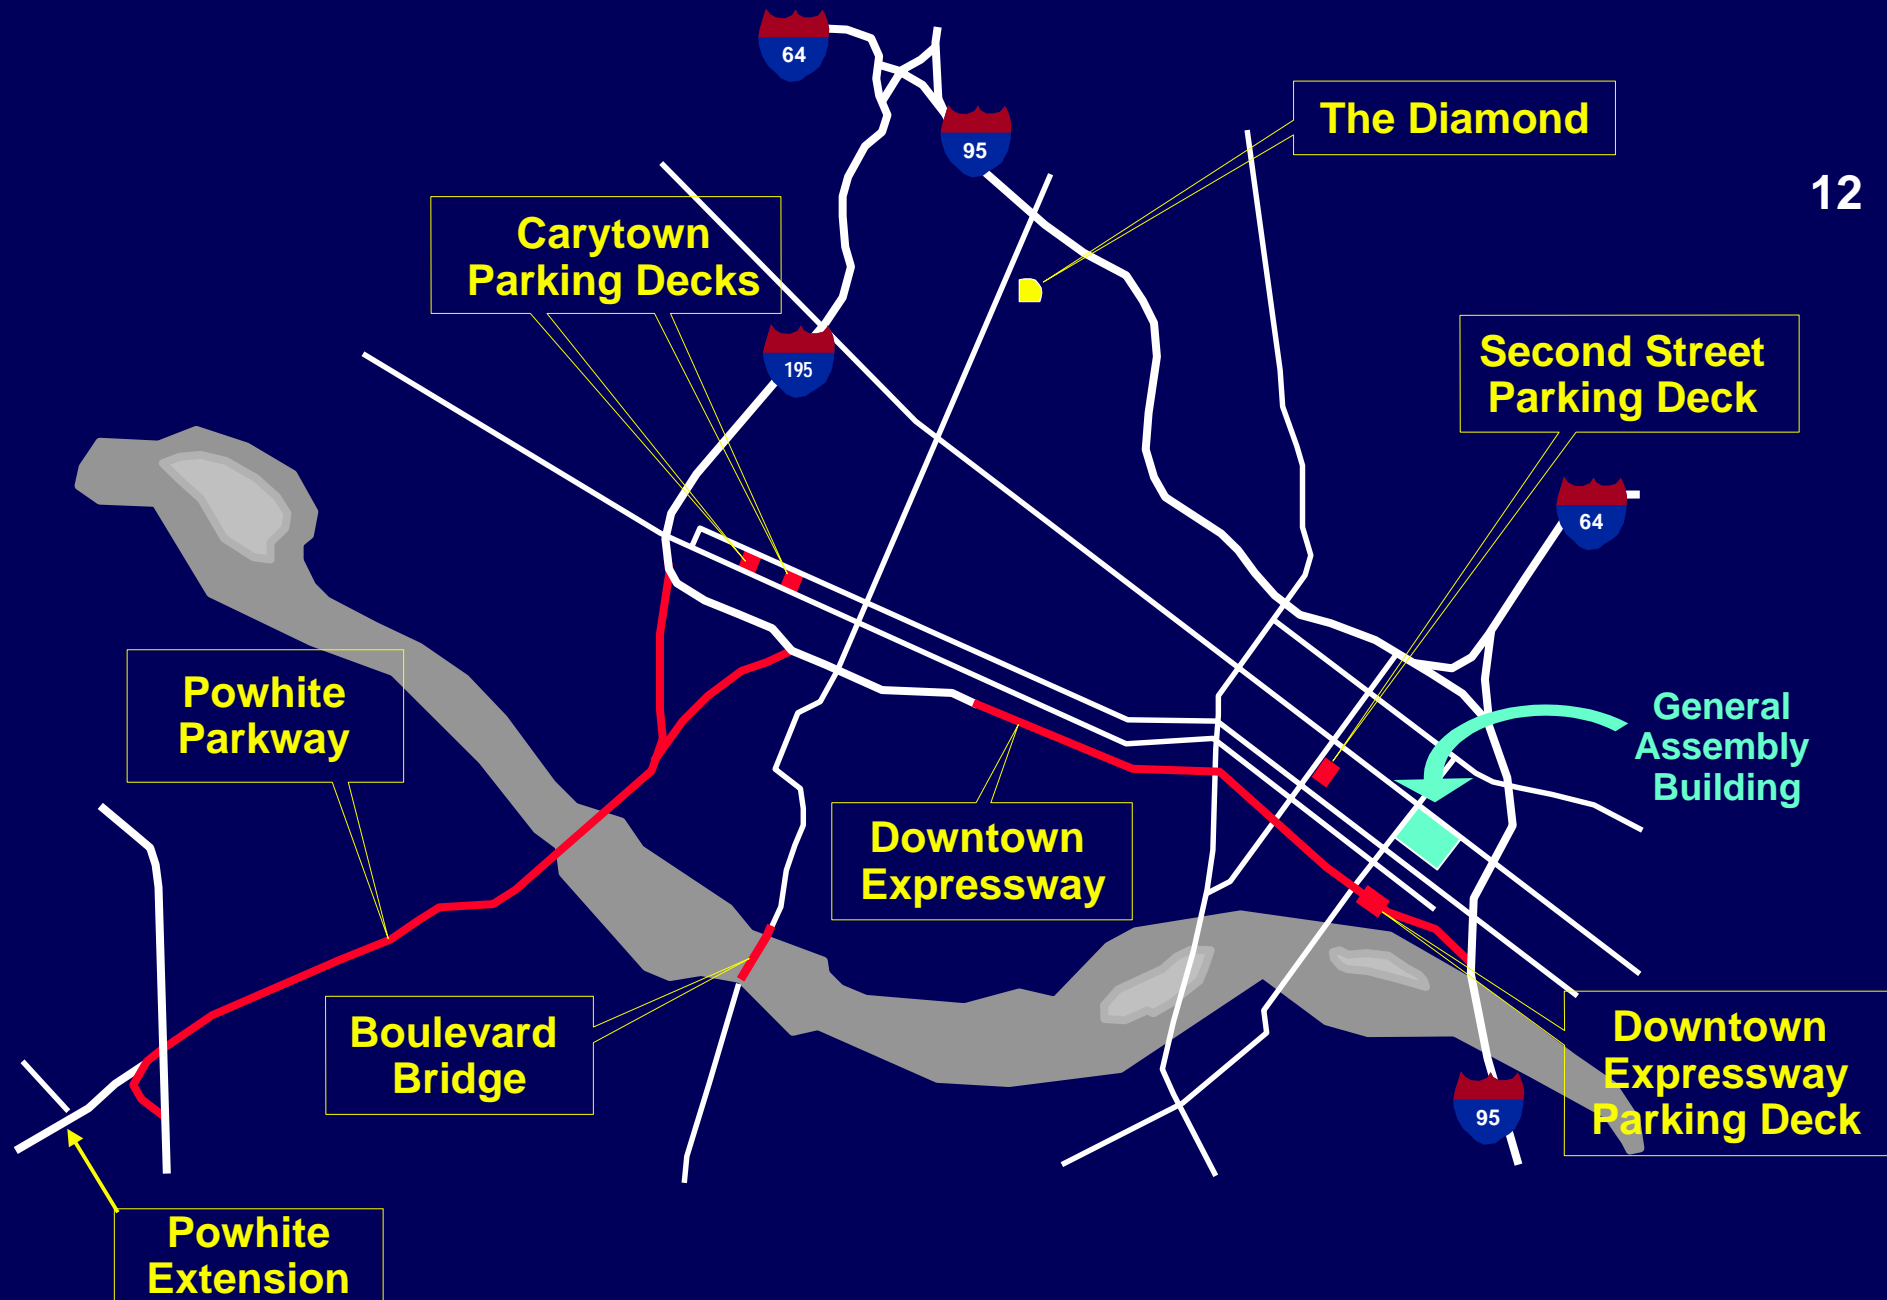 64
95
The Diamond
12
Carytown
Parking Decks
195
Second Street
Parking Deck
64
Powhite
Parkway
General
Assembly
Building
Downtown
Expressway
Boulevard
Bridge
Downtown
Expressway
Parking Deck
95
Powhite
Extension